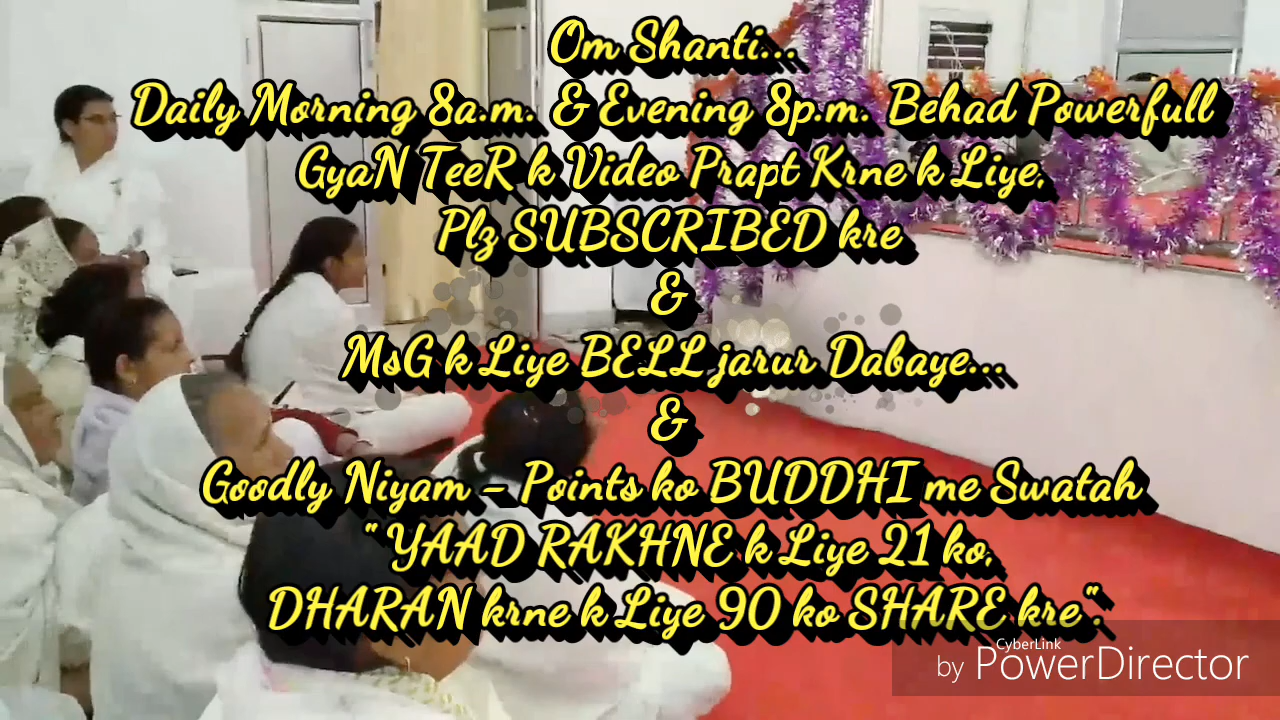 Om Shanti...
Daily Morning 8a.m. & Evening 8p.m. Behad Powerfull
GyaN TeeR k Video Prapt Krne k Liye,
Plz SUBSCRIBED kre
&
MsG k Liye BELL jarur Dabaye...
&
Goodly Niyam - Points ko BUDDHI me Swatah
" YAAD RAKHNE k Liye 21 ko,
DHARAN krne k Liye 90 ko SHARE kre".
CyberLink
by PowerDirector